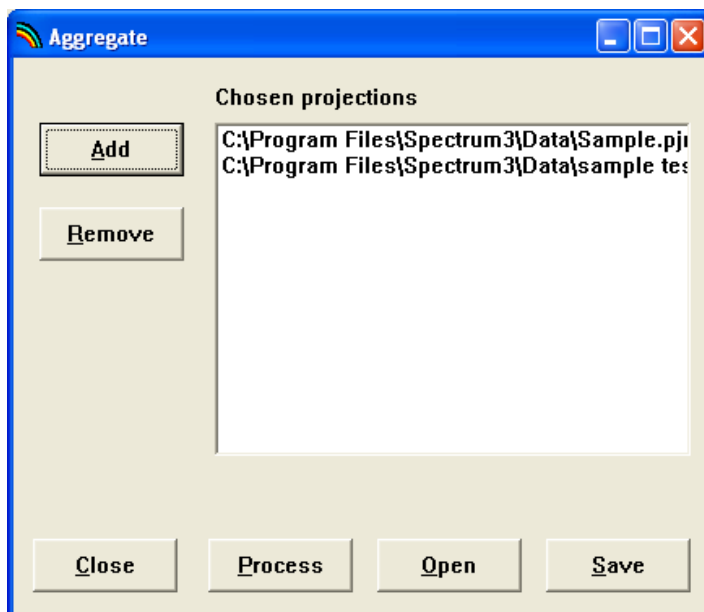 Aggregate
Chosen projections
Add
C:\Program Files\Spectrum3\Data\Sample.pjn
C:\Program Files\Spectrum3\Data\sample tes
Remove
Close
Process
Open
Save